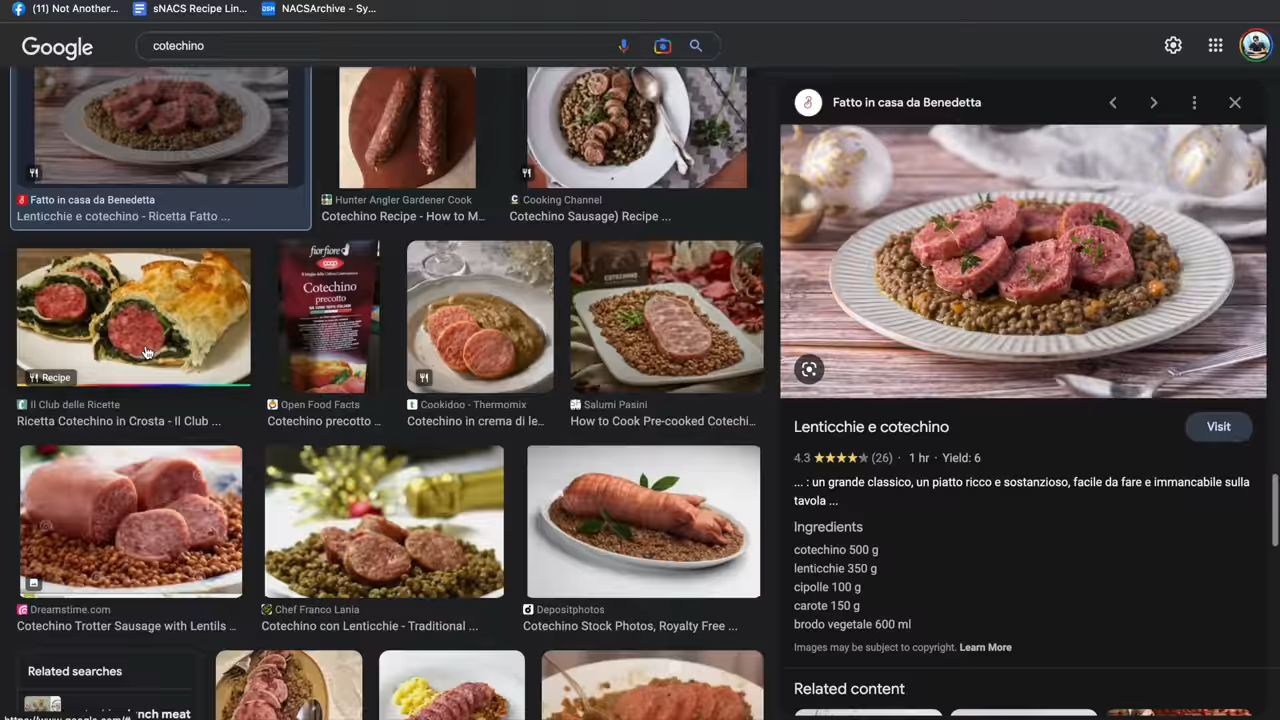 (11) Not Another...
sNACS Recipe Lin...
DSM
NACSArchive - Sy...
Google
cotechino
Fatto in casa da Benedetta
Fatto in casa da Benedetta
Lenticchie e cotechino - Ricetta Fatto ...
Hunter Angler Gardener Cook
Cotechino Recipe - How to M...
Cooking Channel
Cotechino Sausage) Recipe ...
fiorfiore
coop
Cotechino
precotto
Recipe
Il Club delle Ricette
Ricetta Cotechino in Crosta - Il Club ...
Open Food Facts
Cotechino precotto ...
Cookidoo - Thermomix
Cotechino in crema di le...
Salumi Pasini
How to Cook Pre-cooked Cotechi...
Lenticchie e cotechino
Visit
4.3 ★★★★★ (26) · 1 hr · Yield: 6
... : un grande classico, un piatto ricco e sostanzioso, facile da fare e immancabile sulla
tavola ...
Ingredients
cotechino 500 g
lenticchie 350 g
cipolle 100 g
carote 150 g
brodo vegetale 600 ml
Images may be subject to copyright. Learn More
Dreamstime.com
Cotechino Trotter Sausage with Lentils ...
Chef Franco Lania
Cotechino con Lenticchie - Traditional ...
Depositphotos
Cotechino Stock Photos, Royalty Free ...
Related searches
meat
Related content